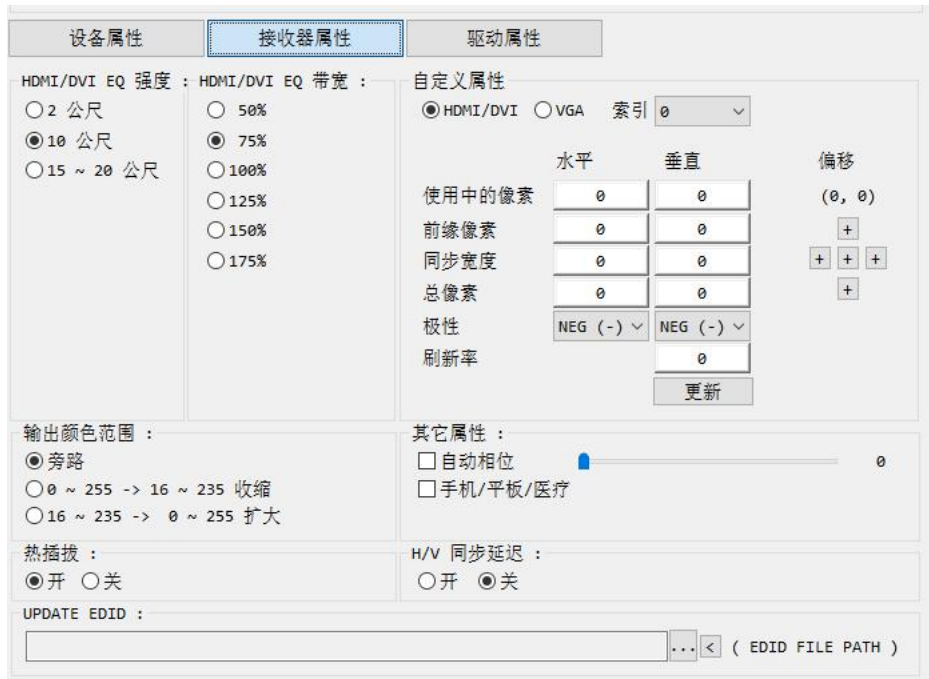 设备属性 接收器属性 驱动属性
HDMI/DVI EQ 强度 : HDMI/DVI EQ 带宽 : 自定义属性
2 公尺 50% HDMI/DVI VGA 索引 0
10 公尺 75%
15 ~ 20 公尺 100%
125%
150%
175%
水平 垂直 偏移
使用中的像素 0 0 (0, 0)
前缘像素 0 0 +
同步宽度 0 0 + + +
总像素 0 0 +
极性 NEG (-) NEG (-)
刷新率 0
更新
输出颜色范围 : 其它属性 :
旁路 自动相位 0
0 ~ 255 -> 16 ~ 235 收缩 手机/平板/医疗
16 ~ 235 -> 0 ~ 255 扩大
热插拔 : H/V 同步延迟 :
开 关 开 关
UPDATE EDID :
... < ( EDID FILE PATH )